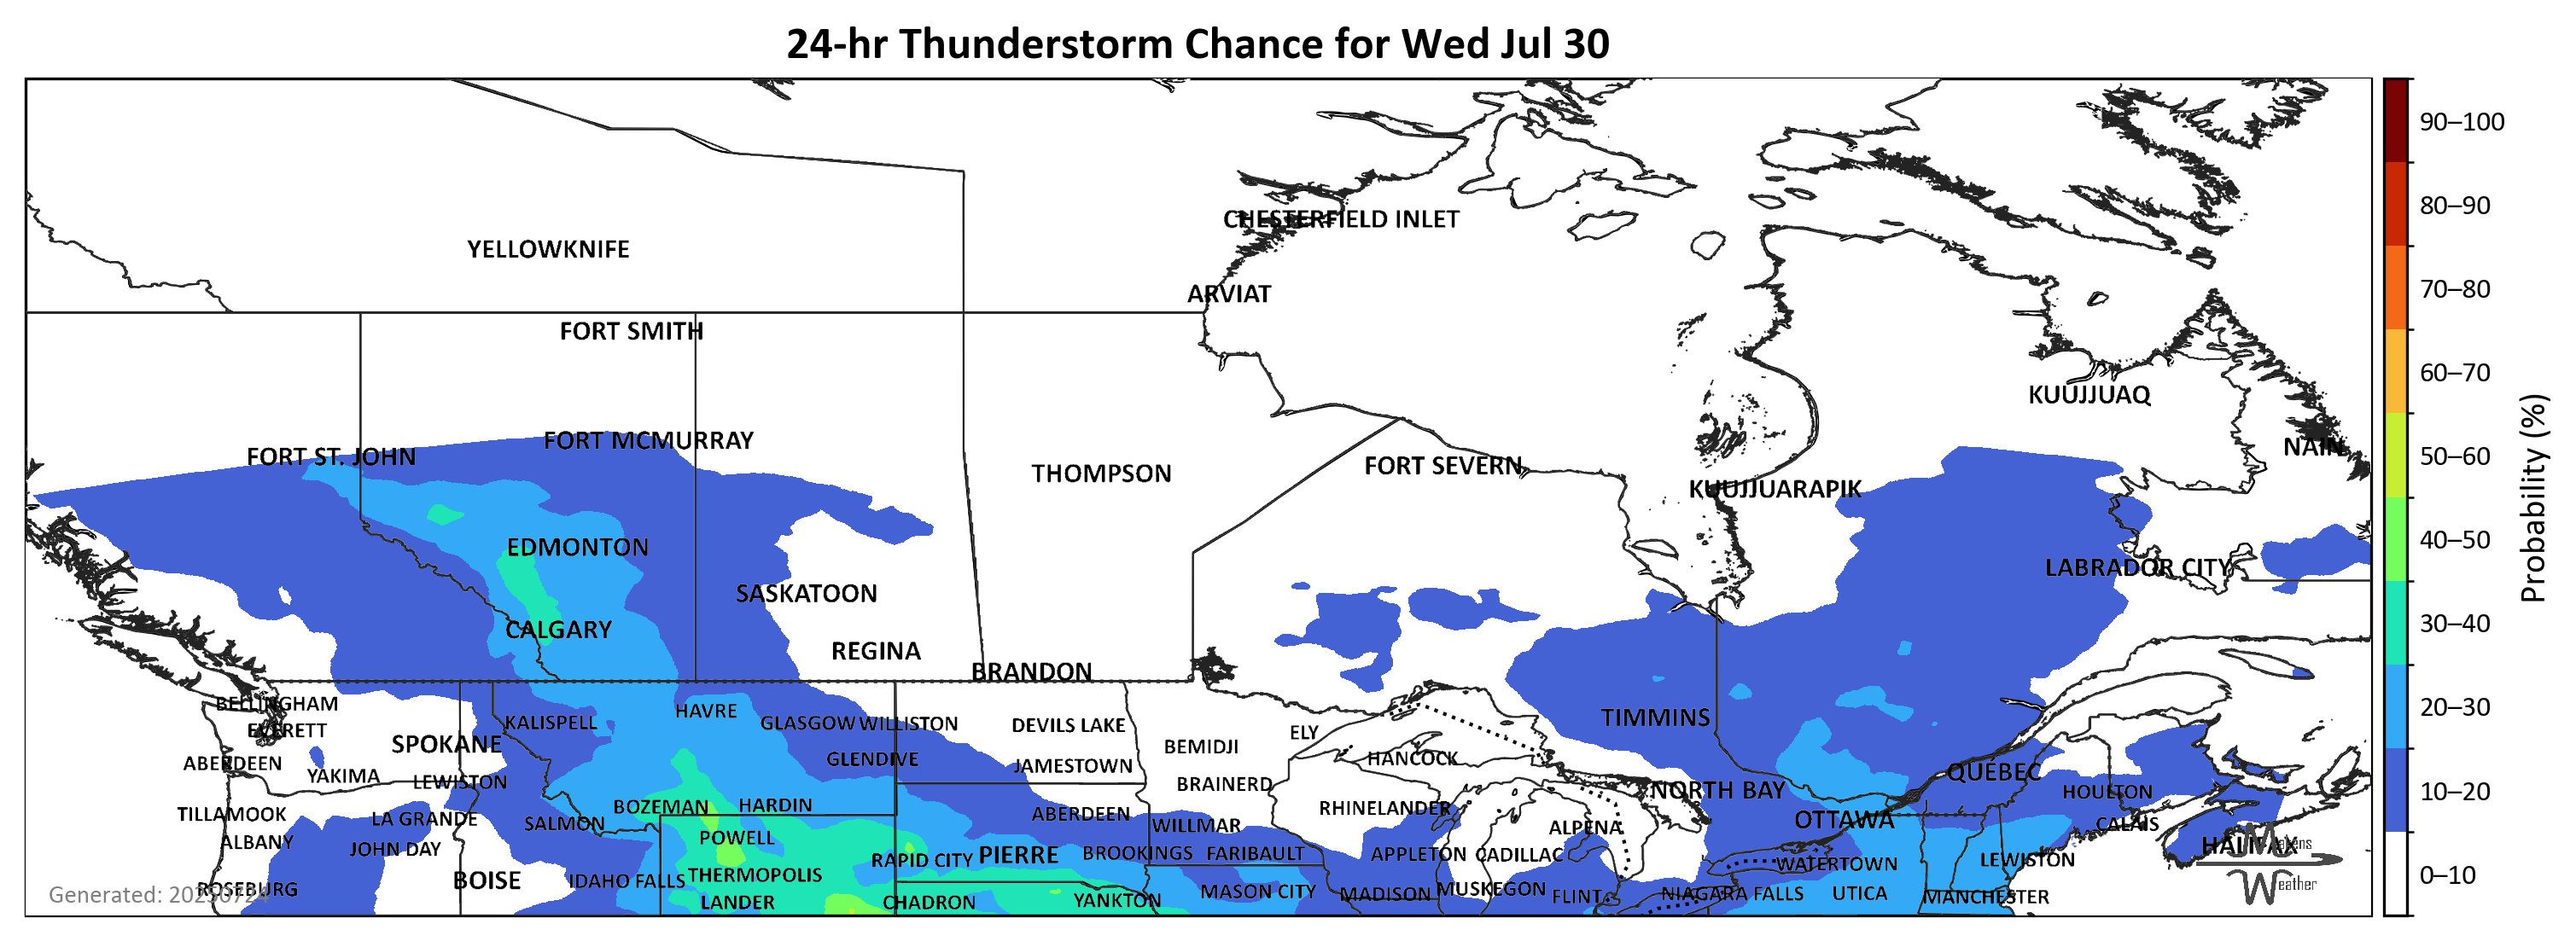 24-hr Thunderstorm Chance for Wed Jul 30
90–100
80–90
CHESTERFIELD INLET
YELLOWKNIFE
70–80
ARVIAT
FORT SMITH
60–70
KUUJJUAQ
50–60
FORT MCMURRAY
NAIN
FORT ST. JOHN
THOMPSON
FORT SEVERN
KUUJJUARAPIK
Probability (%)
40–50
EDMONTON
LABRADOR CITY
SASKATOON
30–40
CALGARY
REGINA
BRANDON
20–30
BELLINGHAM
HAVRE
KALISPELL
GLASGOW
WILLISTON
DEVILS LAKE
TIMMINS
EVERETT
ELY
SPOKANE
BEMIDJI
ABERDEEN
GLENDIVE
HANCOCK
JAMESTOWN
QUÉBEC
YAKIMA
LEWISTON
BRAINERD
NORTH BAY
HOULTON
10–20
BOZEMAN
HARDIN
RHINELANDER
TILLAMOOK
LA GRANDE
SALMON
ABERDEEN
WILLMAR
ALPENA
OTTAWA
CALAIS
ALBANY
JOHN DAY
POWELL
RAPID CITY
PIERRE
BROOKINGS
FARIBAULT
APPLETON
CADILLAC
WATERTOWN
LEWISTON
HALIFAX
Makens
Weather
0–10
BOISE
IDAHO FALLS
THERMOPOLIS
ROSEBURG
Generated: 20250724
LANDER
CHADRON
YANKTON
MASON CITY
MADISON
MUSKEGON
FLINT
NIAGARA FALLS
UTICA
MANCHESTER